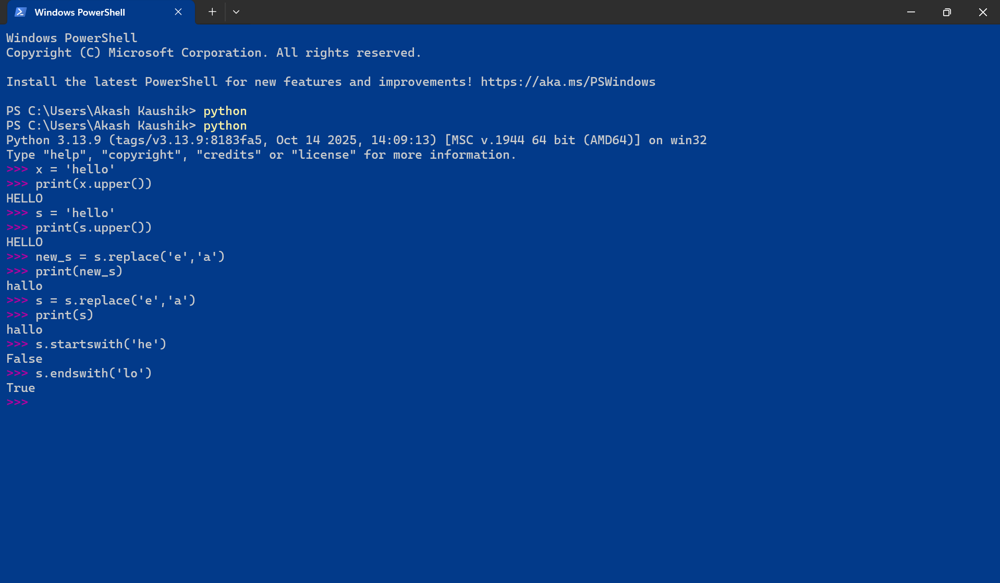 Windows PowerShell
Windows PowerShell
Copyright (C) Microsoft Corporation. All rights reserved.
Install the latest PowerShell for new features and improvements! https://aka.ms/PSWindows
PS C:\Users\Akash Kaushik> python
PS C:\Users\Akash Kaushik> python
Python 3.13.9 (tags/v3.13.9:8183fa5, Oct 14 2025, 14:09:13) [MSC v.1944 64 bit (AMD64)] on win32
Type "help", "copyright", "credits" or "license" for more information.
>>> x = 'hello'
>>> print(x.upper())
HELLO
>>> s = 'hello'
>>> print(s.upper())
HELLO
>>> new_s = s.replace('e','a')
>>> print(new_s)
hallo
>>> s = s.replace('e','a')
>>> print(s)
hallo
>>> s.startswith('he')
False
>>> s.endswith('lo')
True
>>>